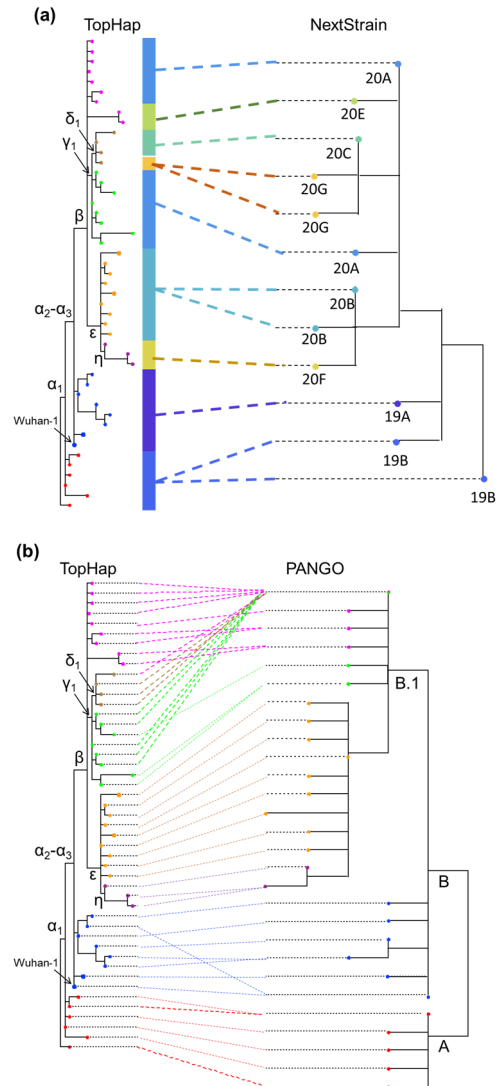 (a)
TopHap
NextStrain
20A
20E
δ1
20C
γ1
20G
20G
β
20A
20B
α2-α3
20B
ε
η
20F
α1
19A
Wuhan-1
19B
19B
(b)
TopHap
PANGO
δ1
γ1
B.1
β
α2-α3
ε
B
η
α1
Wuhan-1
A